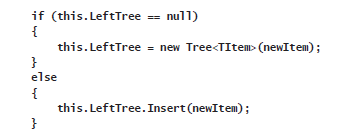 if (this.LeftTree == null)
{
    this.LeftTree = new Tree<TItem>(newItem);
}
else
{
    this.LeftTree.Insert(newItem);
}